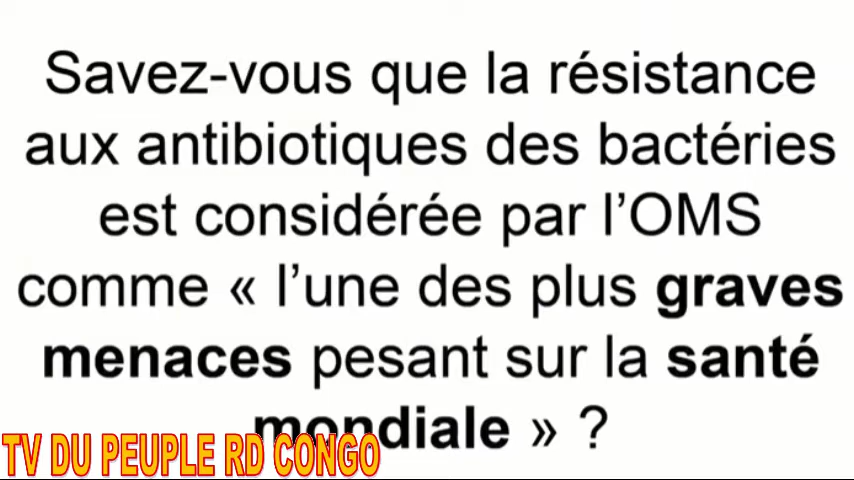 Savez-vous que la résistance
aux antibiotiques des bactéries
est considérée par l’OMS
comme « l’une des plus graves
menaces pesant sur la santé
mondiale » ?
TV DU PEUPLE RD CONGO